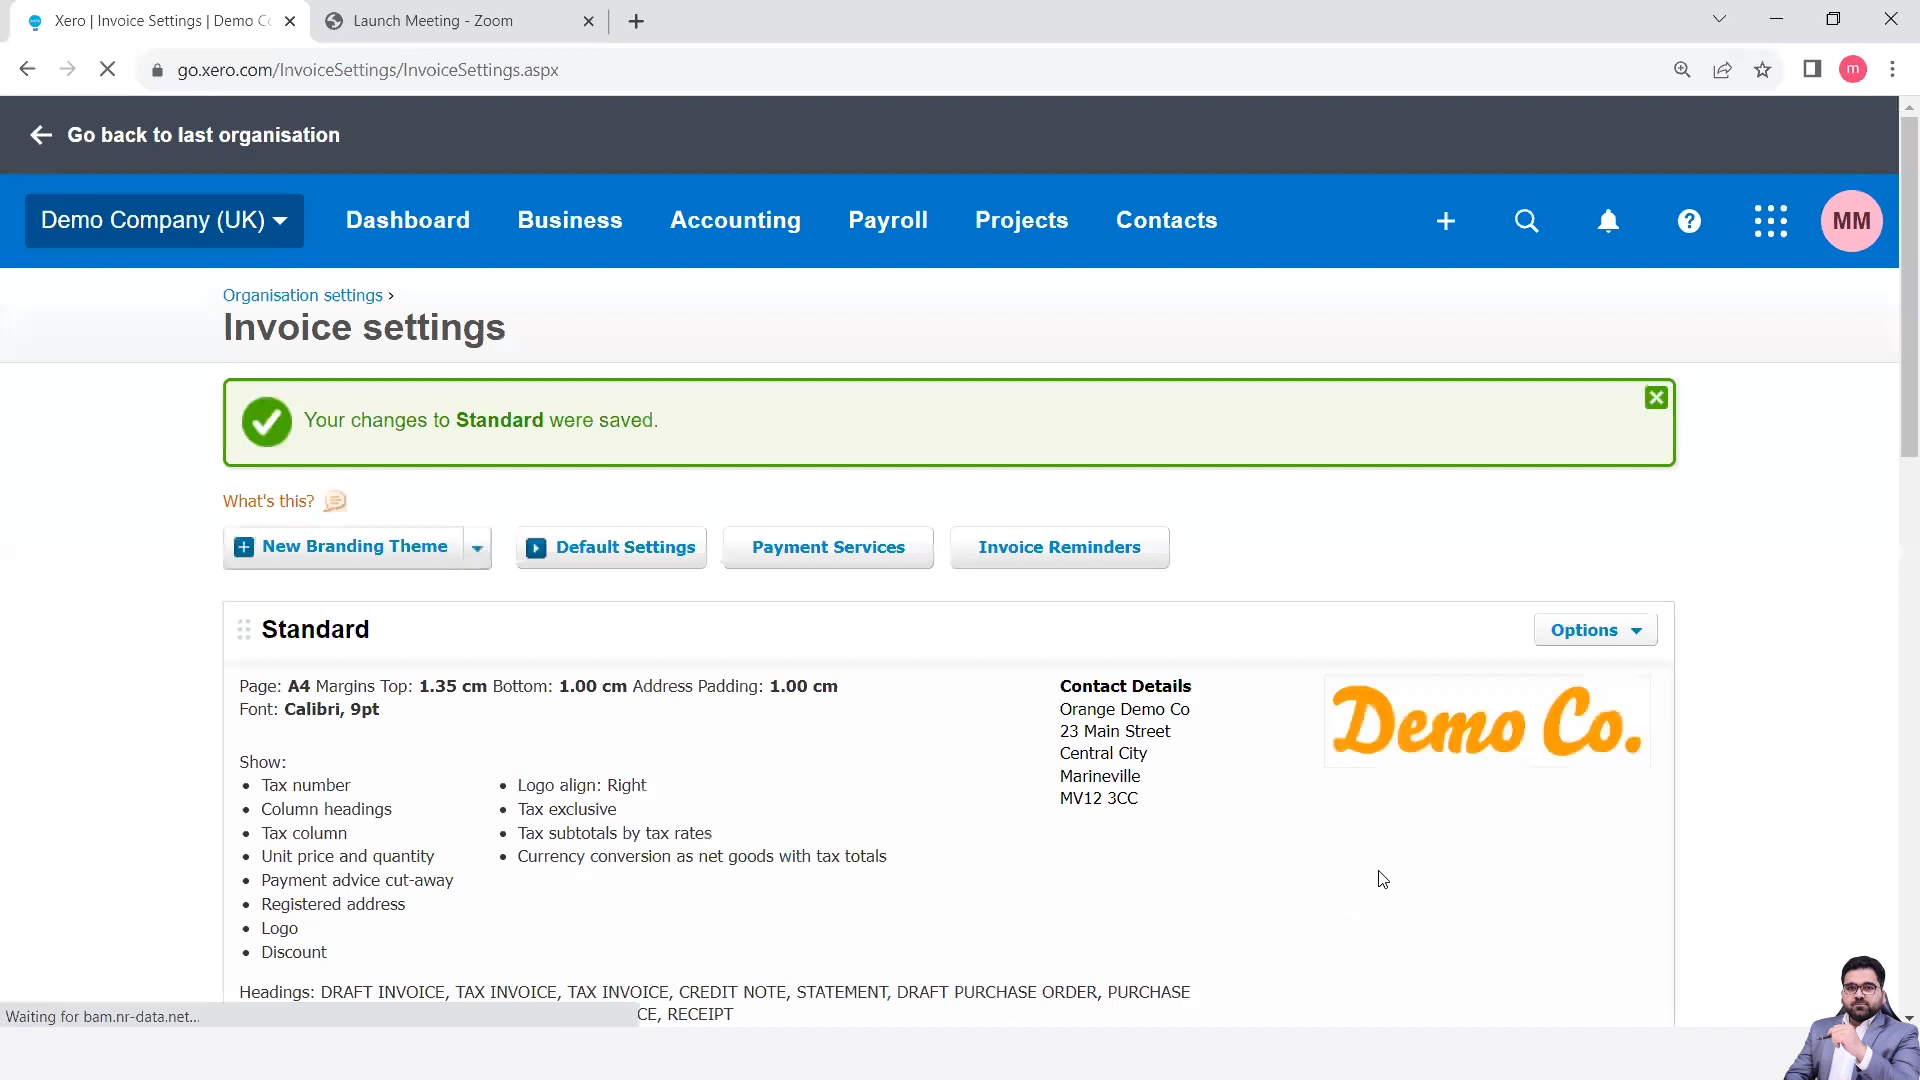 Xero | Invoice Settings | Demo Co
Launch Meeting - Zoom
go.xero.com/InvoiceSettings/InvoiceSettings.aspx
m
Go back to last organisation
Demo Company (UK)
Dashboard
Business
Accounting
Payroll
Projects
Contacts
MM
Organisation settings ›
Invoice settings
Your changes to Standard were saved.
What's this?
New Branding Theme
Default Settings
Payment Services
Invoice Reminders
Standard
Options
Page: A4 Margins Top: 1.35 cm Bottom: 1.00 cm Address Padding: 1.00 cm
Font: Calibri, 9pt
Show:
• Tax number
• Column headings
• Tax column
• Unit price and quantity
• Payment advice cut-away
• Registered address
• Logo
• Discount
• Logo align: Right
• Tax exclusive
• Tax subtotals by tax rates
• Currency conversion as net goods with tax totals
Contact Details
Orange Demo Co
23 Main Street
Central City
Marineville
MV12 3CC
Demo Co.
Headings: DRAFT INVOICE, TAX INVOICE, TAX INVOICE, CREDIT NOTE, STATEMENT, DRAFT PURCHASE ORDER, PURCHASE
CE, RECEIPT
Waiting for bam.nr-data.net...